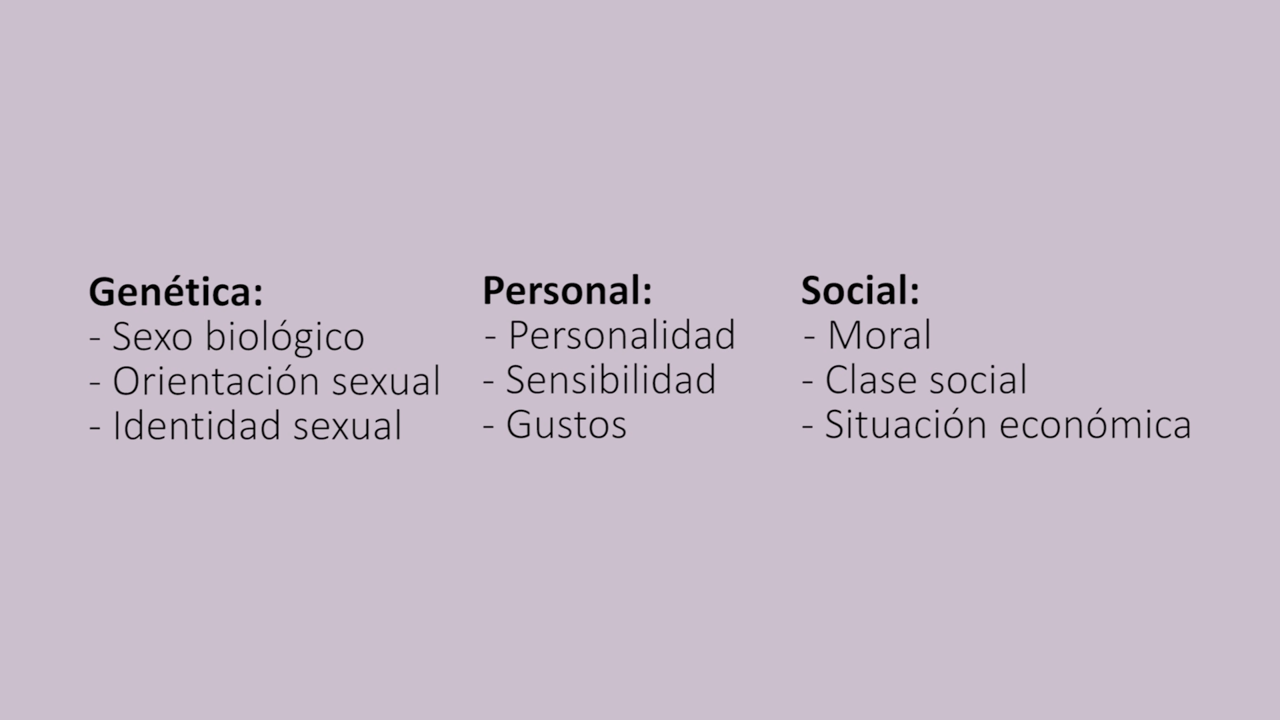 Genética:
- Sexo biológico
- Orientación sexual
- Identidad sexual
Personal:
- Personalidad
- Sensibilidad
- Gustos
Social:
- Moral
- Clase social
- Situación económica